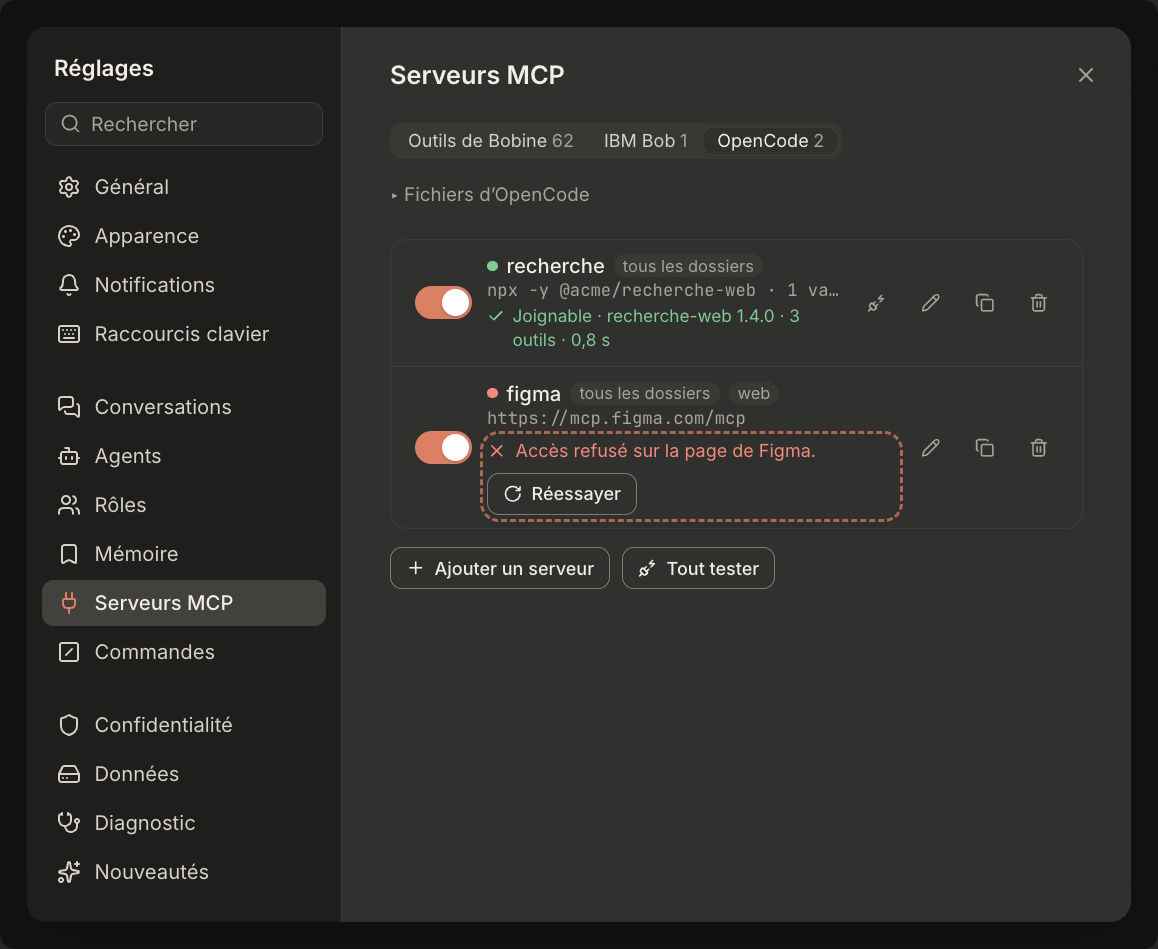 Réglages
Rechercher
Général
Apparence
Notifications
Raccourcis clavier
Conversations
Agents
Rôles
Mémoire
Serveurs MCP
Commandes
Confidentialité
Données
Diagnostic
Nouveautés
Serveurs MCP
Outils de Bobine 62 IBM Bob 1 OpenCode 2
Fichiers d’OpenCode
recherche tous les dossiers
npx -y @acme/recherche-web · 1 va…
Joignable · recherche-web 1.4.0 · 3
outils · 0,8 s
figma tous les dossiers web
https://mcp.figma.com/mcp
Accès refusé sur la page de Figma.
Réessayer
Ajouter un serveur Tout tester